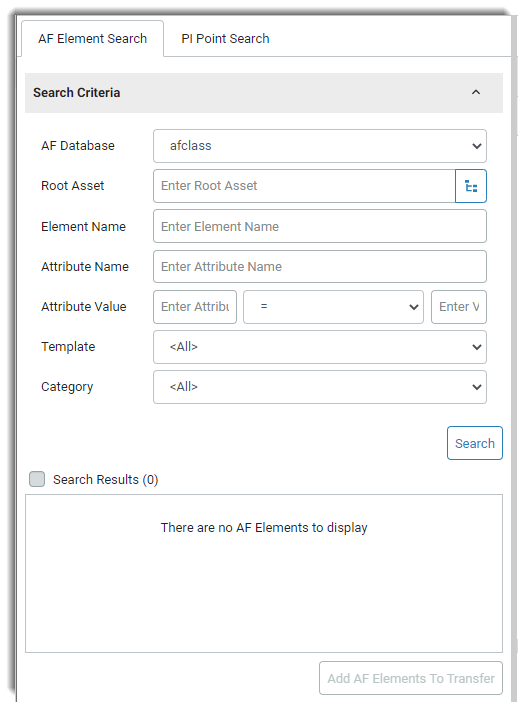 AF Element Search PI Point Search
Search Criteria
AF Database afclass
Root Asset Enter Root Asset
Element Name Enter Element Name
Attribute Name Enter Attribute Name
Attribute Value Enter Attribu = Enter V
Template <All>
Category <All>
Search
Search Results (0)
There are no AF Elements to display
Add AF Elements To Transfer